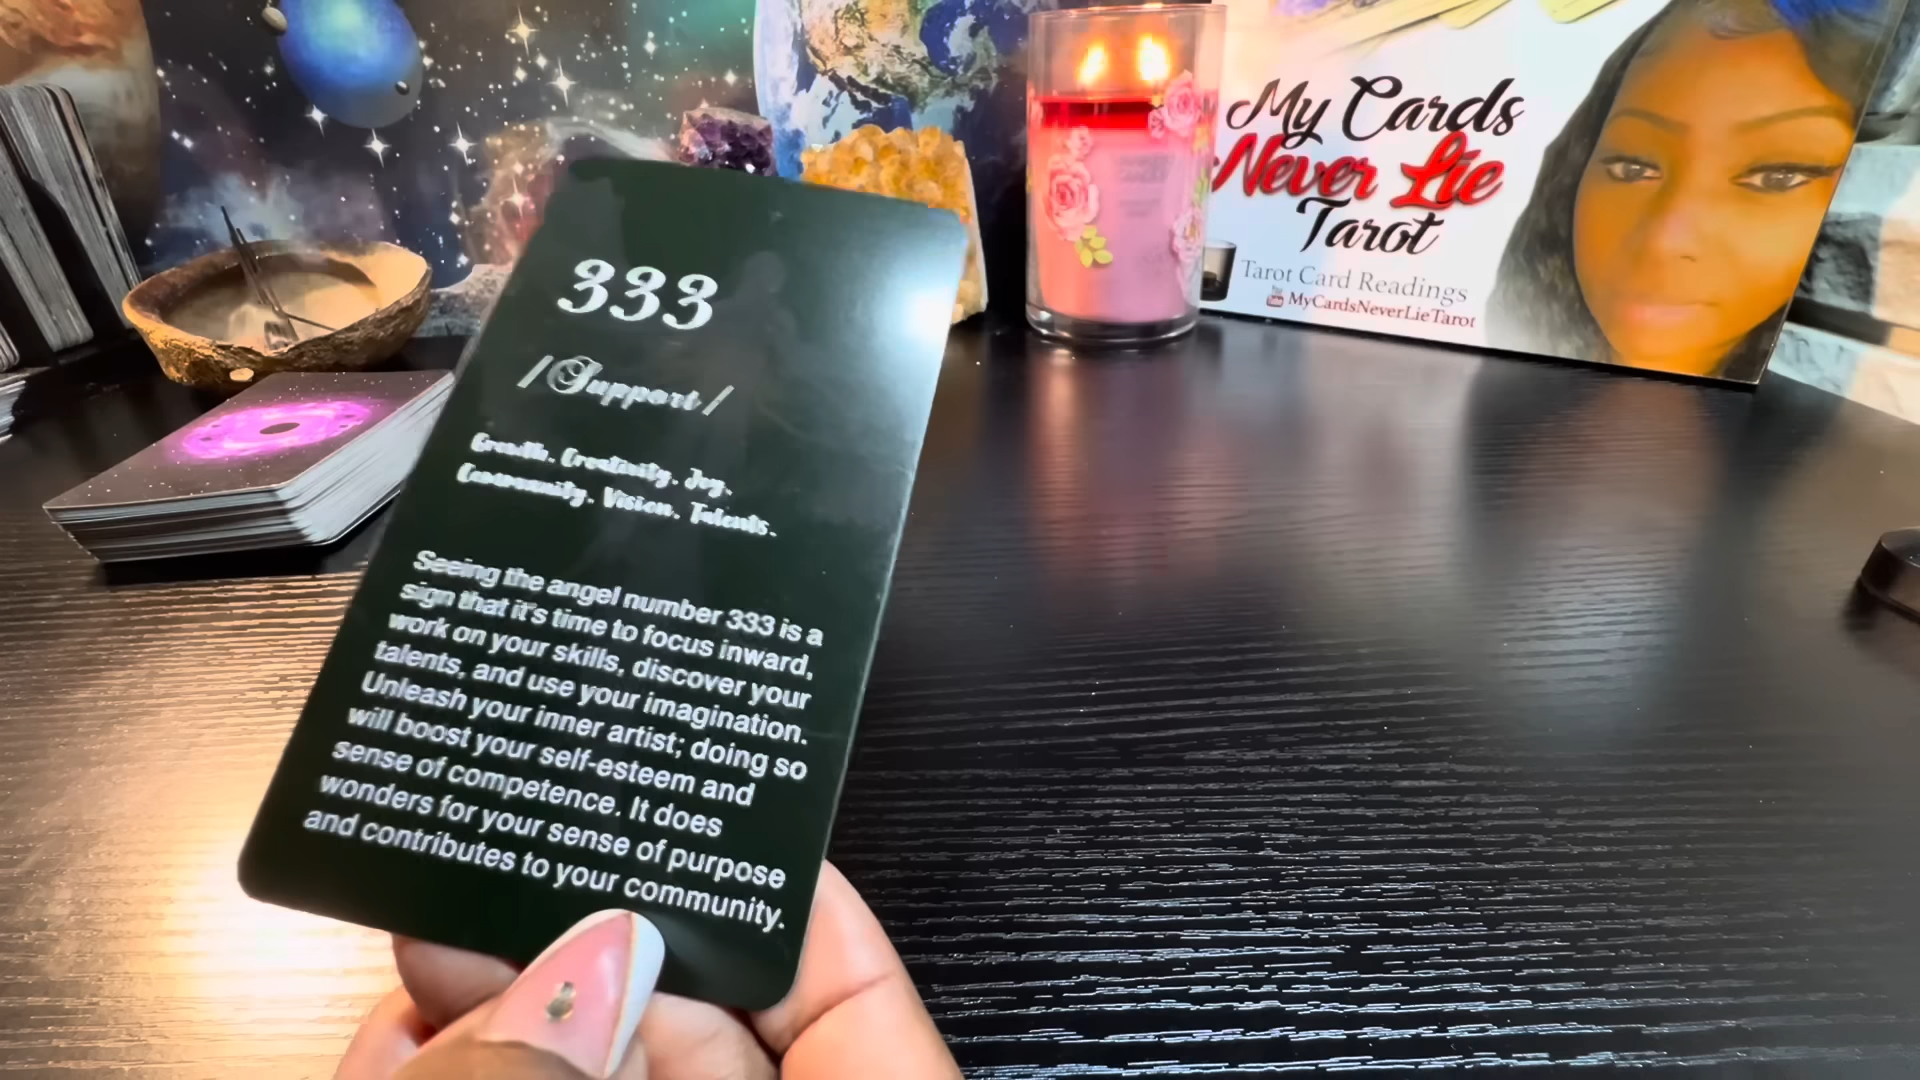 My Cards
Never Lie
Tarot
Tarot Card Readings
MyCardsNeverLieTarot
333
/Support/
Growth. Creativity. Joy.
Community. Vision. Talents.
Seeing the angel number 333 is a
sign that it's time to focus inward,
work on your skills, discover your
talents, and use your imagination.
Unleash your inner artist; doing so
will boost your self-esteem and
sense of competence. It does
wonders for your sense of purpose
and contributes to your community.